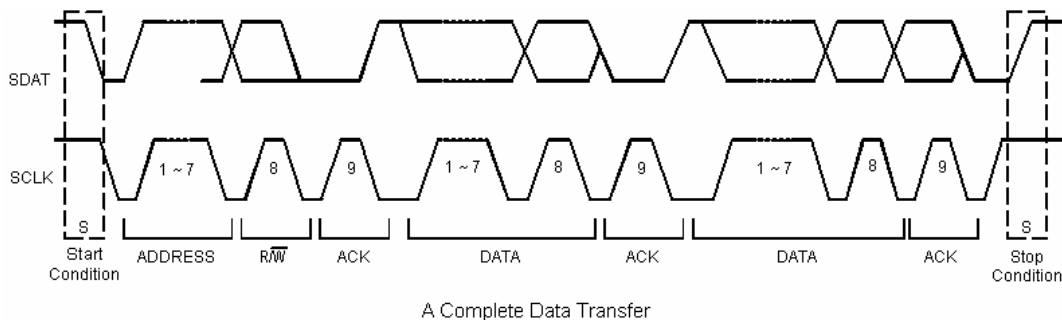 SDAT
SCLK
1 ~ 7
8
9
1 ~ 7
8
9
1 ~ 7
8
9
S
S
Start Condition
ADDRESS
R/W̅
ACK
DATA
ACK
DATA
ACK
Stop Condition
A Complete Data Transfer